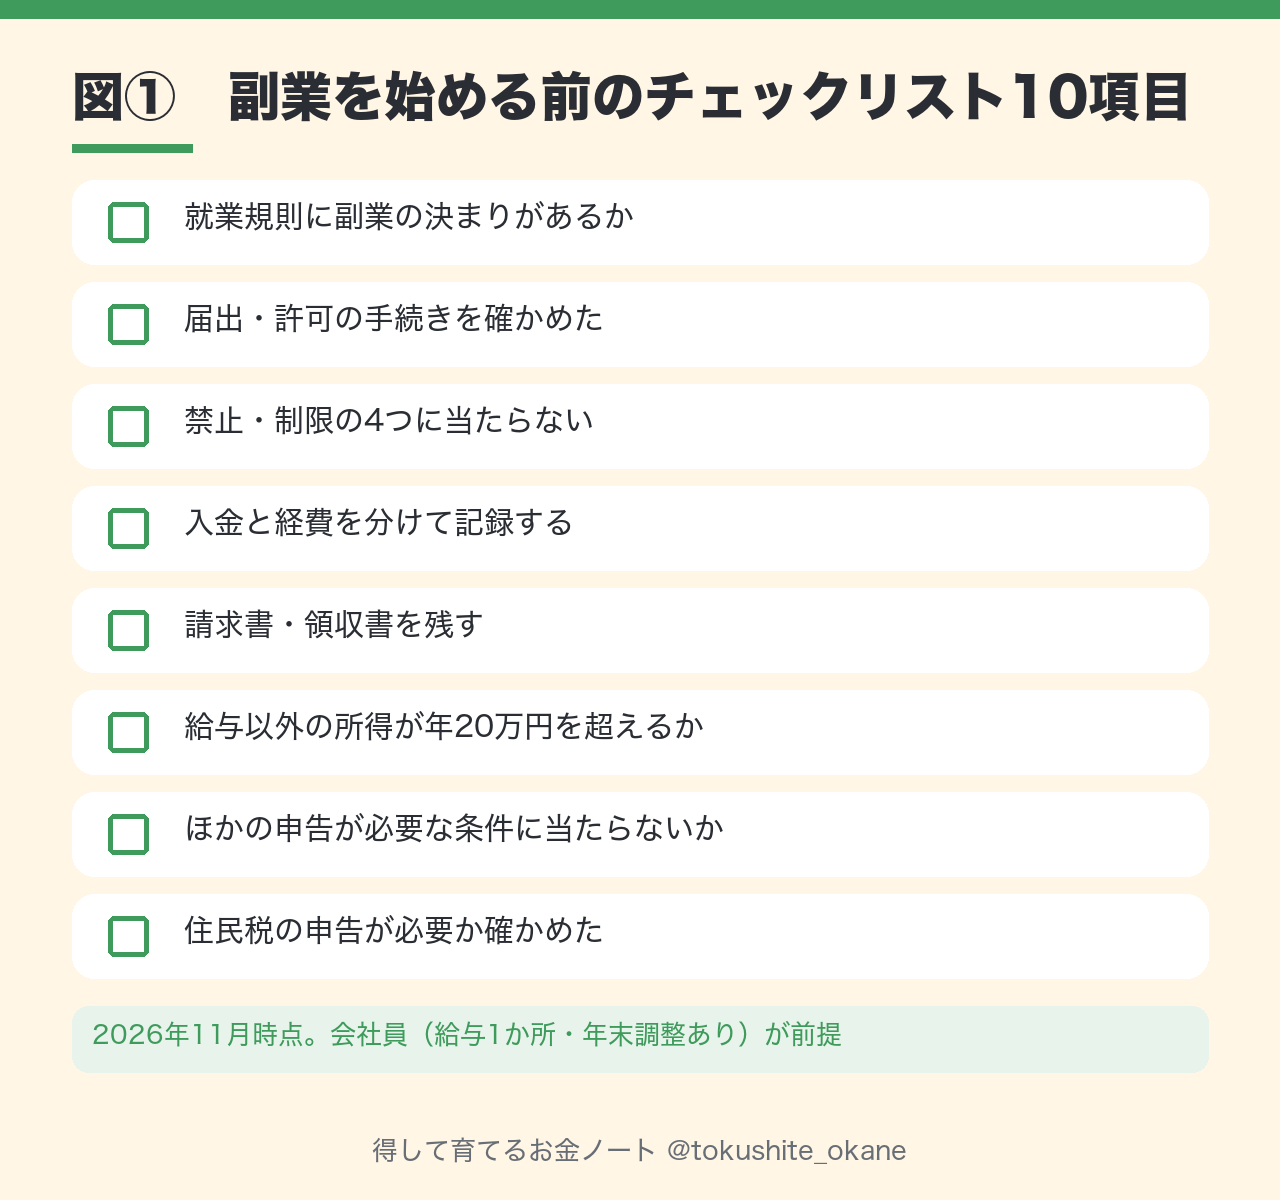 図①　副業を始める前のチェックリスト10項目
就業規則に副業の決まりがあるか
届出・許可の手続きを確かめた
禁止・制限の4つに当たらない
入金と経費を分けて記録する
請求書・領収書を残す
給与以外の所得が年20万円を超えるか
ほかの申告が必要な条件に当たらないか
住民税の申告が必要か確かめた
2026年11月時点。会社員（給与1か所・年末調整あり）が前提
得して育てるお金ノート @tokushite_okane